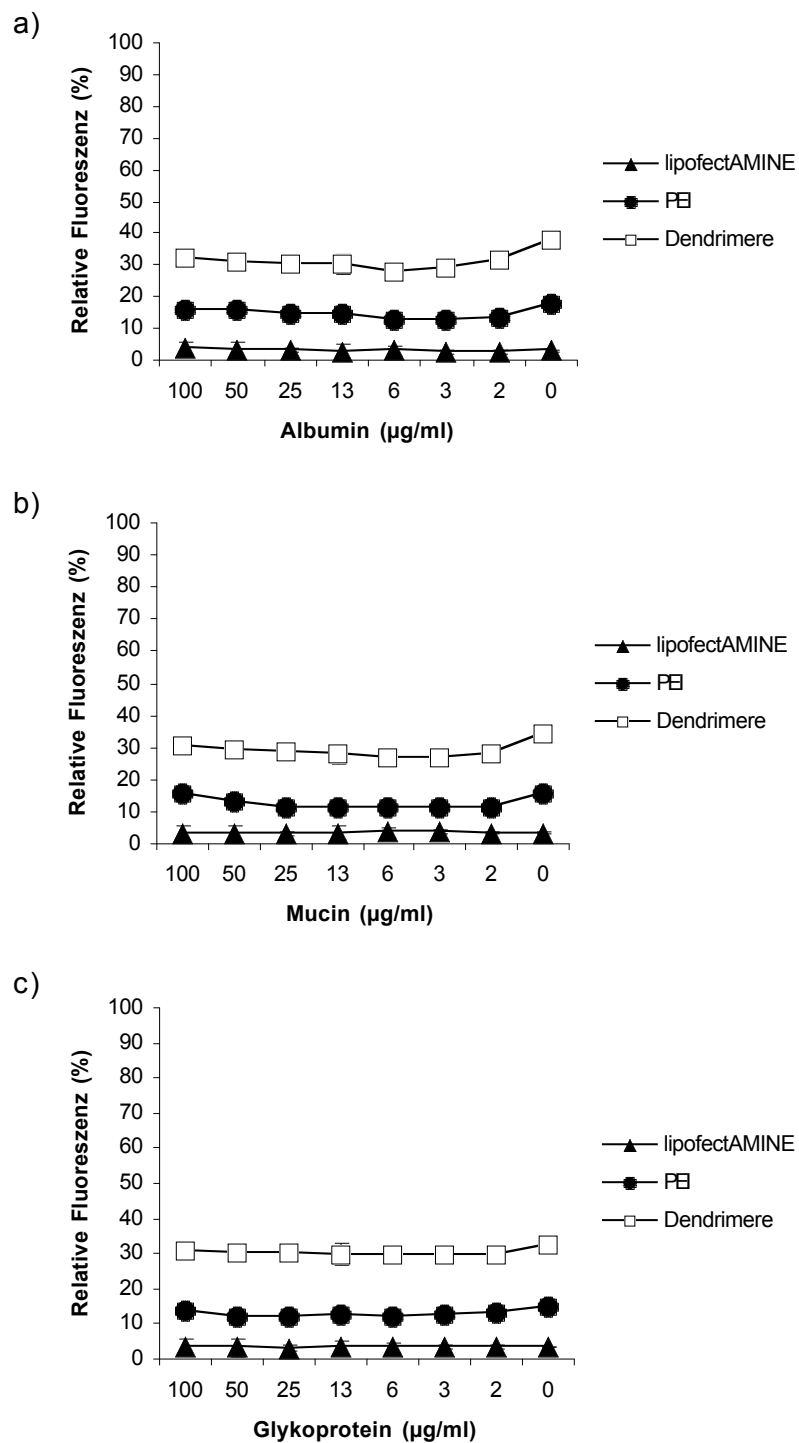 a)
Relative Fluoreszenz (%)
100
90
80
70
60
50
40
30
20
10
0
100 50 25 13 6 3 2 0
Albumin (µg/ml)
lipofectAMINE
PEI
Dendrimere
b)
Relative Fluoreszenz (%)
100
90
80
70
60
50
40
30
20
10
0
100 50 25 13 6 3 2 0
Mucin (µg/ml)
lipofectAMINE
PEI
Dendrimere
c)
Relative Fluoreszenz (%)
100
90
80
70
60
50
40
30
20
10
0
100 50 25 13 6 3 2 0
Glykoprotein (µg/ml)
lipofectAMINE
PEI
Dendrimere